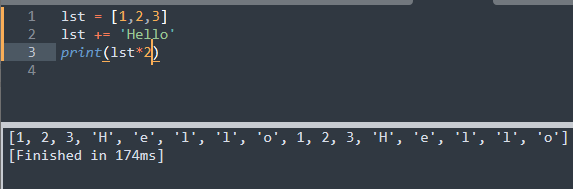 1 lst = [1,2,3]
2 lst += 'Hello'
3 print(lst*2)
4
[1, 2, 3, 'H', 'e', 'l', 'l', 'o', 1, 2, 3, 'H', 'e', 'l', 'l', 'o']
[Finished in 174ms]